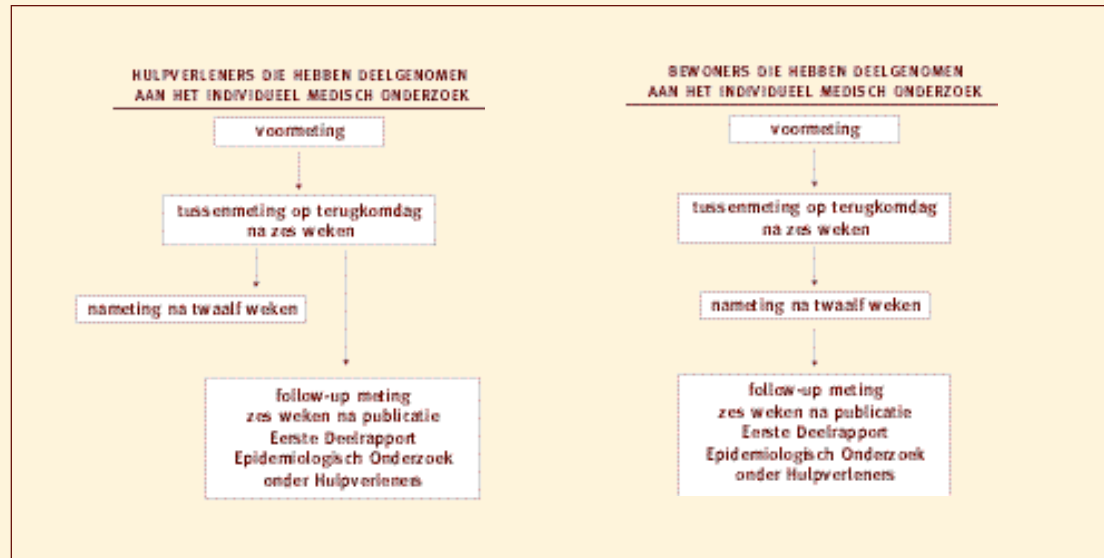 HULPVERLENERS DIE HEBBEN DEELGENOMEN
AAN HET INDIVIDUEEL MEDISCH ONDERZOEK
voormeting
tussenmeting op terugkomdag
na zes weken
nameting na twaalf weken
follow-up meting
zes weken na publicatie
Eerste Deelrapport
Epidemiologisch Onderzoek
onder Hulpverleners
BEWONERS DIE HEBBEN DEELGENOMEN
AAN HET INDIVIDUEEL MEDISCH ONDERZOEK
voormeting
tussenmeting op terugkomdag
na zes weken
nameting na twaalf weken
follow-up meting
zes weken na publicatie
Eerste Deelrapport
Epidemiologisch Onderzoek
onder Hulpverleners